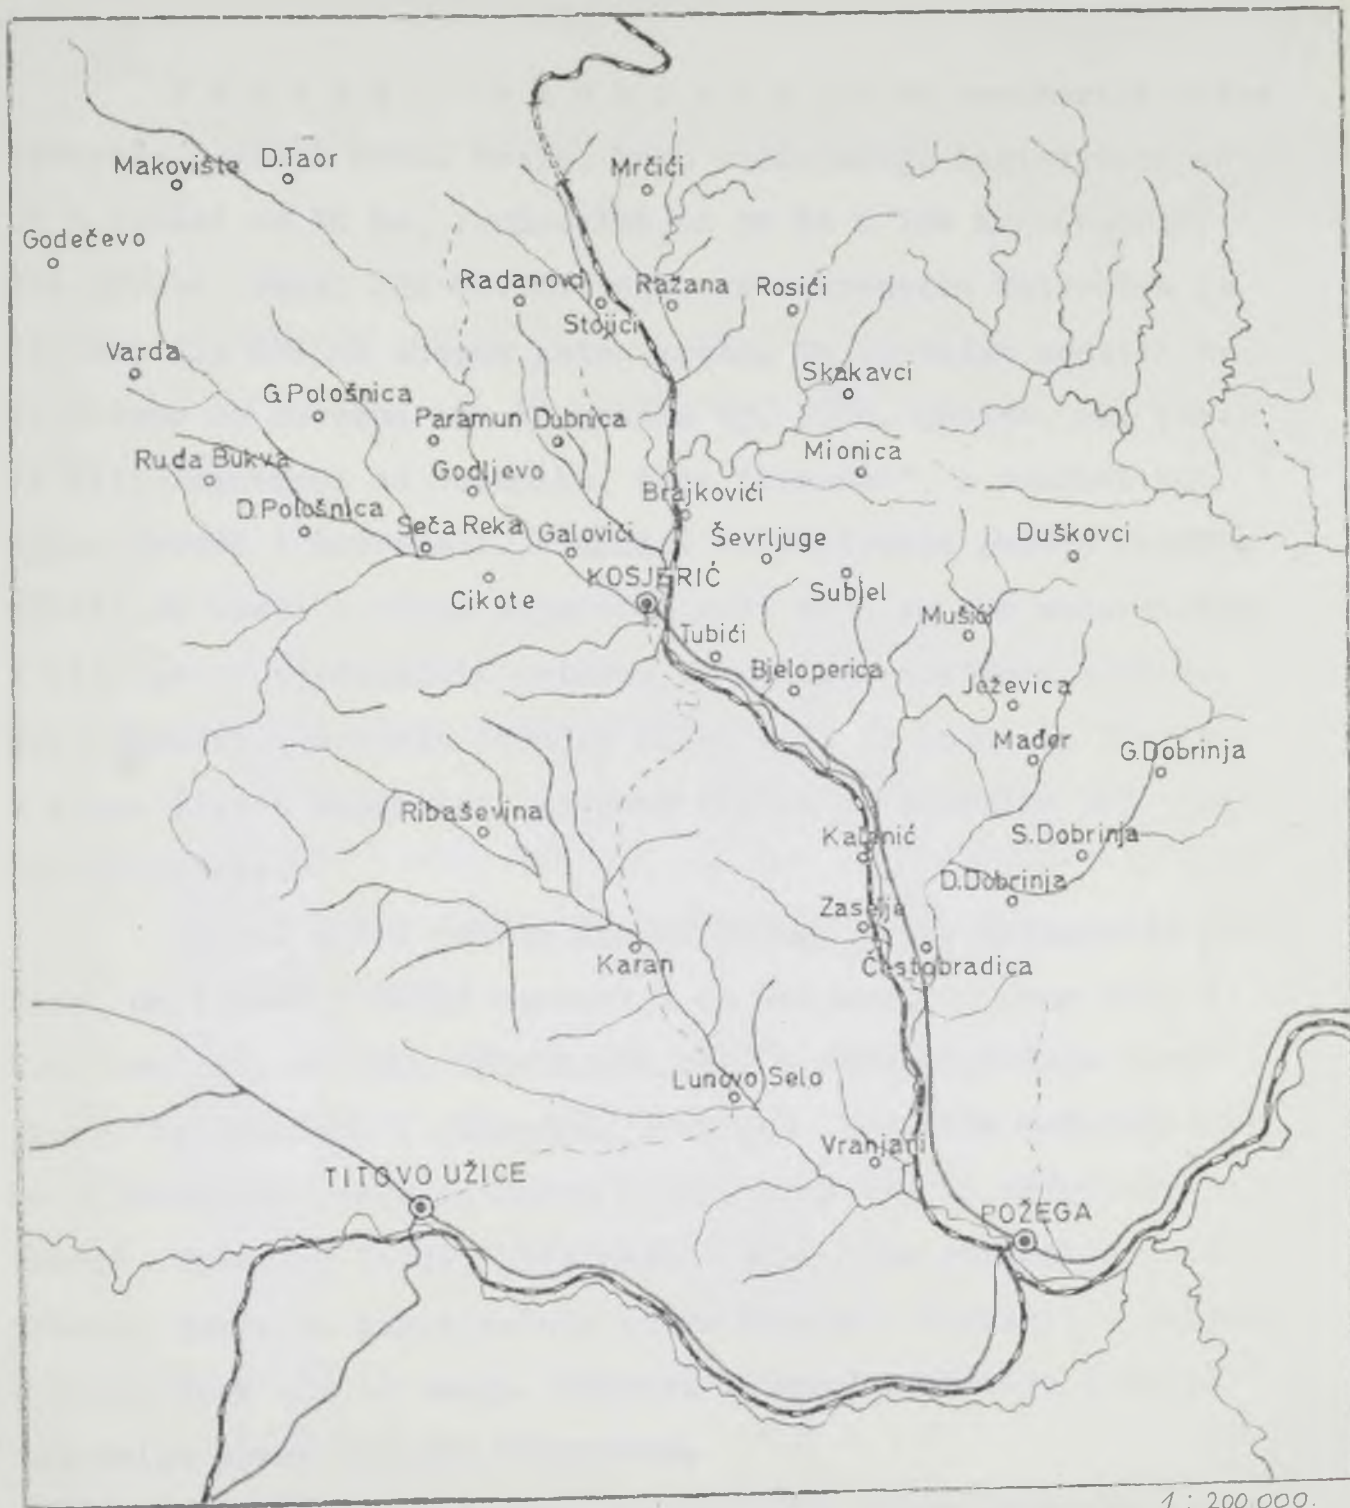 Makovište
D.Taor
Mrčići
Godečevo
Radanovci
Ražana
Rosići
Stojići
Varda
G.Pološnica
Skakavci
Paramun
Dubnica
Ruda Bukva
Godljevo
Mionica
Brajkovići
D.Pološnica
Seča Reka
Galovići
Ševrljuge
Duškovci
KOSJERIĆ
Cikote
Subjel
Tubići
Mušići
Bjeloperica
Ježevica
Mađer
G.Dobrinja
Ribaševina
Kalenić
S.Dobrinja
D.Dobrinja
Zaselje
Karan
Čestobradica
Lunovo Selo
Vranjani
TITOVO UŽICE
POŽEGA
1: 200 000.